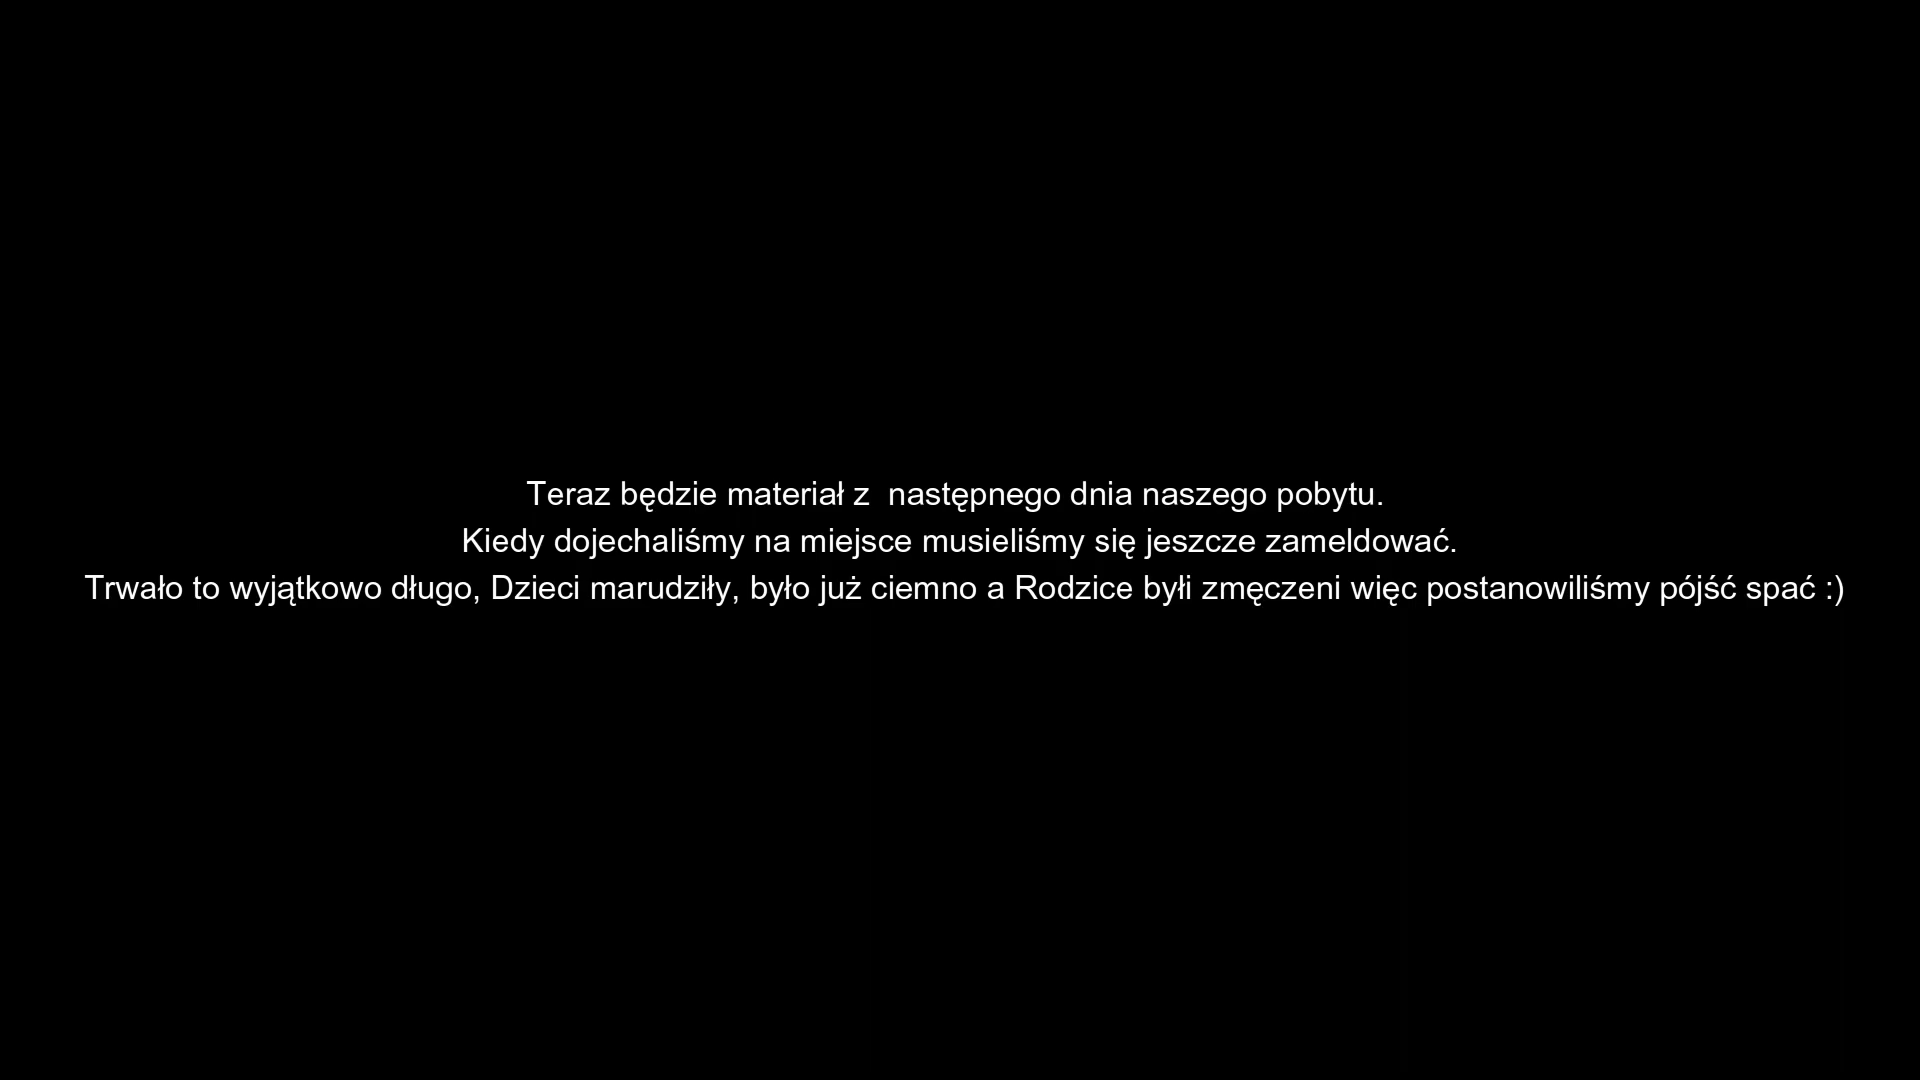 Teraz będzie materiał z  następnego dnia naszego pobytu.
Kiedy dojechaliśmy na miejsce musieliśmy się jeszcze zameldować.
Trwało to wyjątkowo długo, Dzieci marudziły, było już ciemno a Rodzice byłi zmęczeni więc postanowiliśmy pójść spać :)